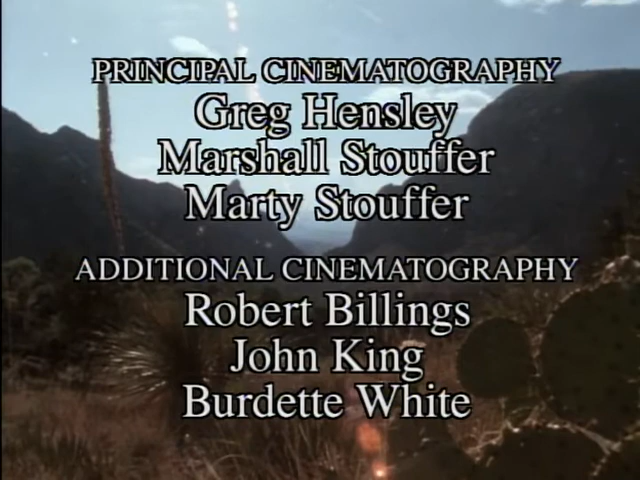 PRINCIPAL CINEMATOGRAPHY
Greg Hensley
Marshall Stouffer
Marty Stouffer
ADDITIONAL CINEMATOGRAPHY
Robert Billings
John King
Burdette White